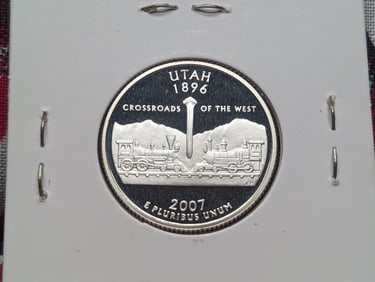 UTAH
1896
CROSSROADS OF THE WEST
2007
E PLURIBUS UNUM